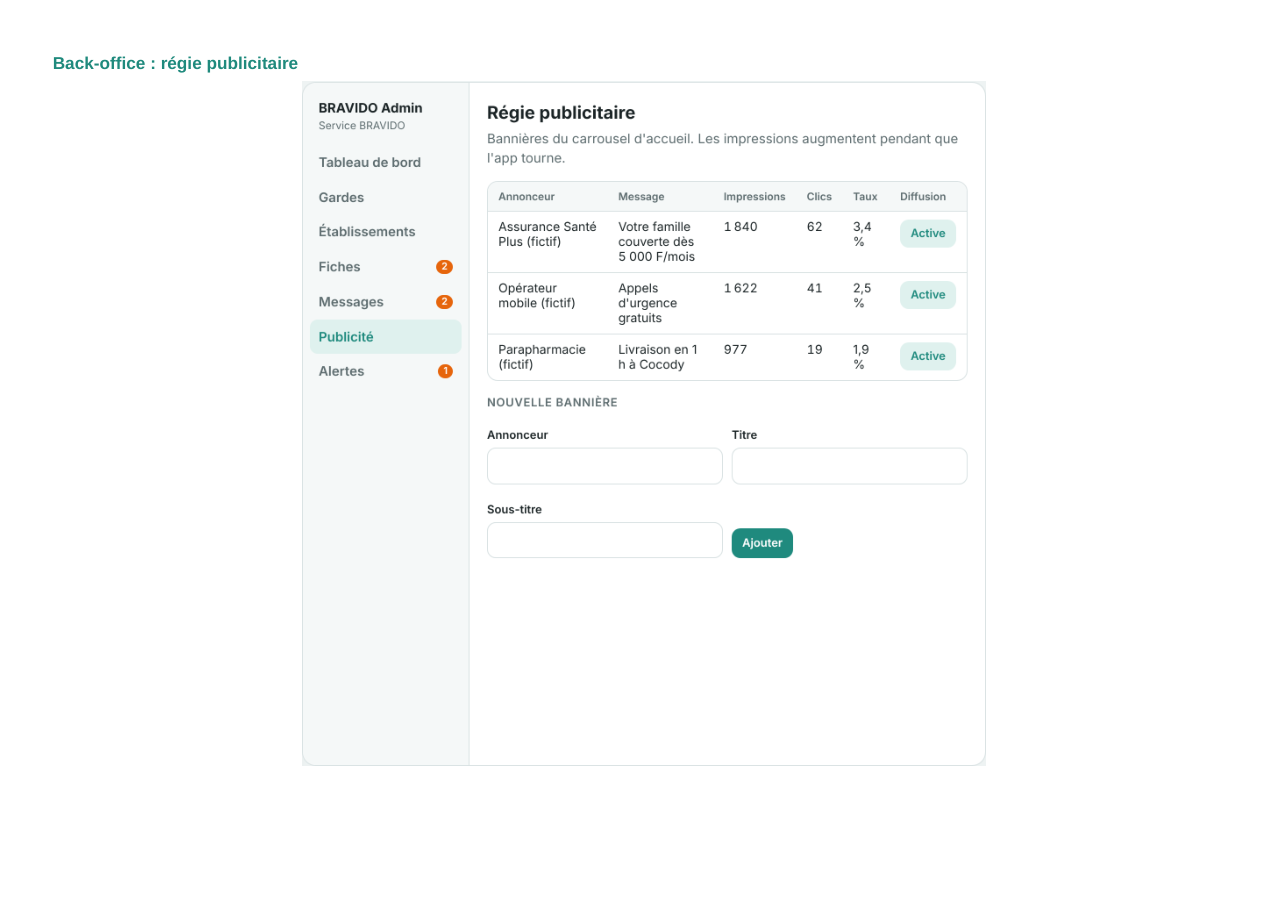 Back-office : régie publicitaire
BRAVIDO Admin
Service BRAVIDO
Tableau de bord
Gardes
Établissements
Fiches 2
Messages 2
Publicité
Alertes 1
Régie publicitaire
Bannières du carrousel d'accueil. Les impressions augmentent pendant que
l'app tourne.
Annonceur Message Impressions Clics Taux Diffusion
Assurance Santé Votre famille 1 840 62 3,4 Active
Plus (fictif) couverte dès %
5 000 F/mois
Opérateur Appels 1 622 41 2,5 Active
mobile (fictif) d'urgence %
gratuits
Parapharmacie Livraison en 1 977 19 1,9 Active
(fictif) h à Cocody %
NOUVELLE BANNIÈRE
Annonceur Titre
Sous-titre
Ajouter